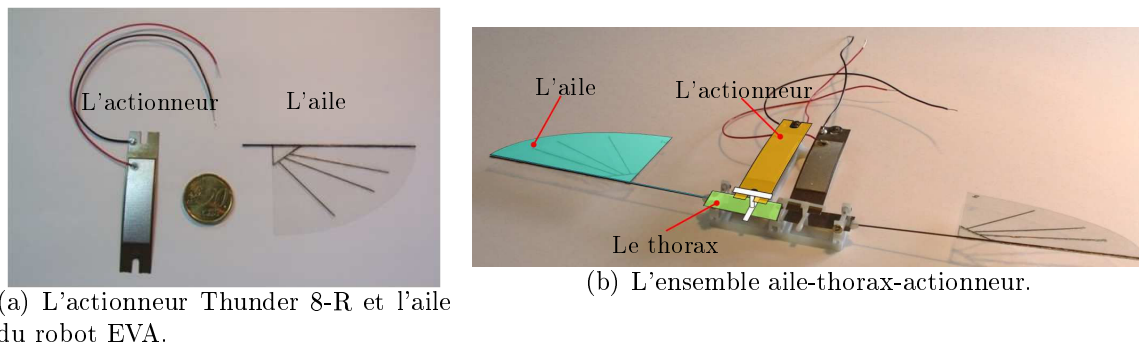 L'actionneur
L'aile
(a) L'actionneur Thunder 8-R et l'aile
du robot EVA.
L'aile
L'actionneur
Le thorax
(b) L'ensemble aile-thorax-actionneur.